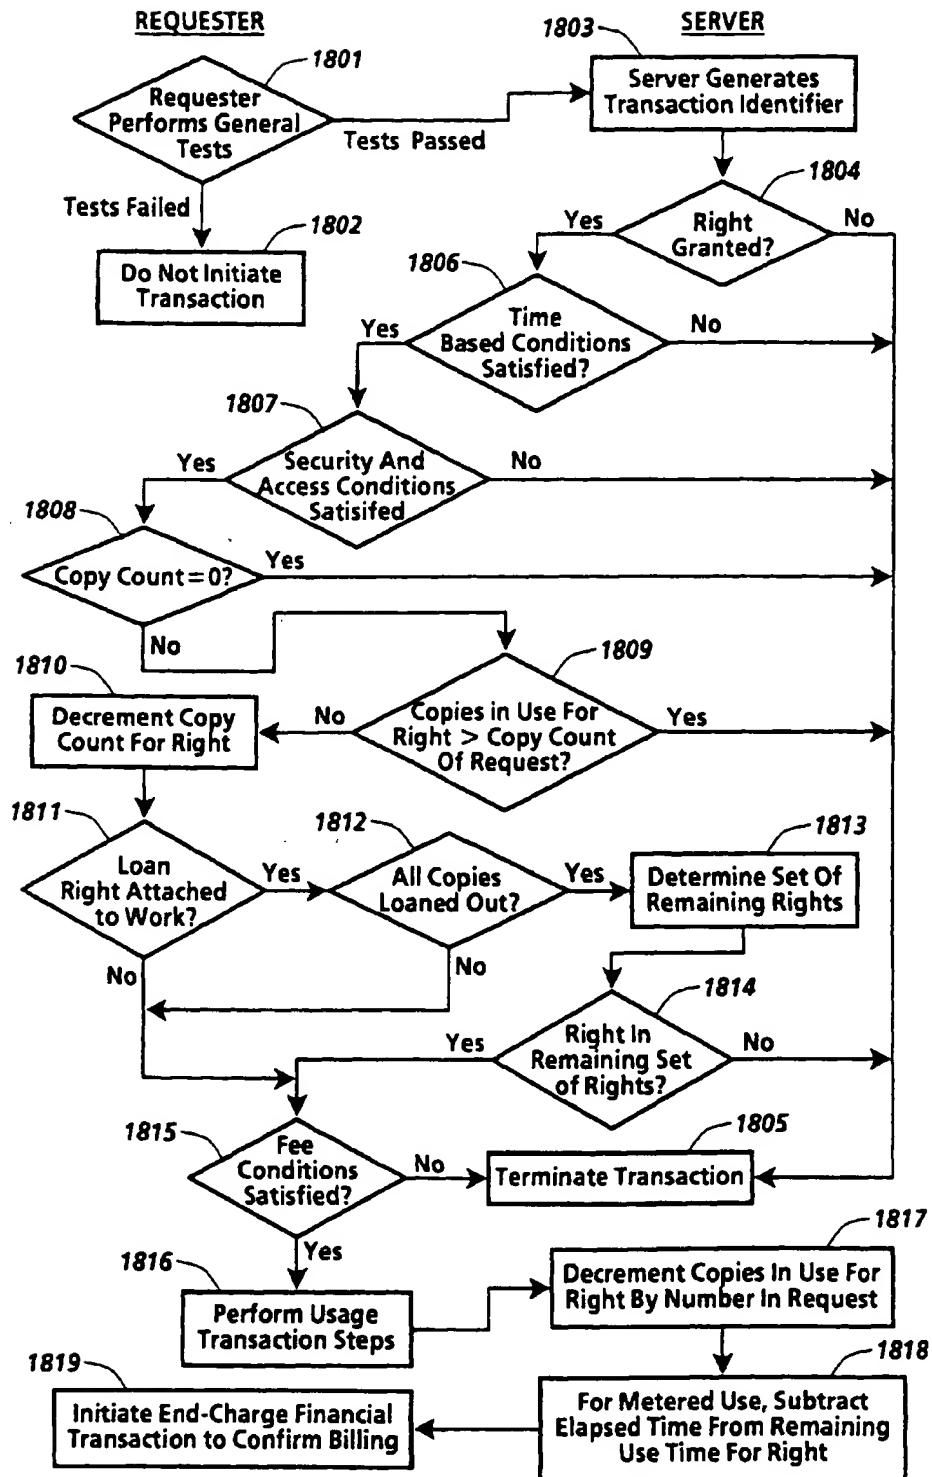 REQUESTER
SERVER
1801
1803
Requester
Performs General
Tests
Server Generates
Transaction Identifier
Tests Passed
Tests Failed
1802
1804
Do Not Initiate
Transaction
Yes
Right
Granted?
No
1806
Yes
Time
Based Conditions
Satisfied?
No
1807
Yes
Security And
Access Conditions
Satisifed
No
1808
Copy Count = 0?
Yes
No
1809
1810
Decrement Copy
Count For Right
No
Copies in Use For
Right > Copy Count
Of Request?
Yes
1811
1812
1813
Loan
Right Attached
to Work?
Yes
All Copies
Loaned Out?
Yes
Determine Set Of
Remaining Rights
No
No
1814
Yes
Right In
Remaining Set
of Rights?
No
1815
1805
Fee
Conditions
Satisfied?
No
Terminate Transaction
Yes
1816
1817
Perform Usage
Transaction Steps
Decrement Copies In Use For
Right By Number In Request
1819
1818
Initiate End-Charge Financial
Transaction to Confirm Billing
For Metered Use, Subtract
Elapsed Time From Remaining
Use Time For Right